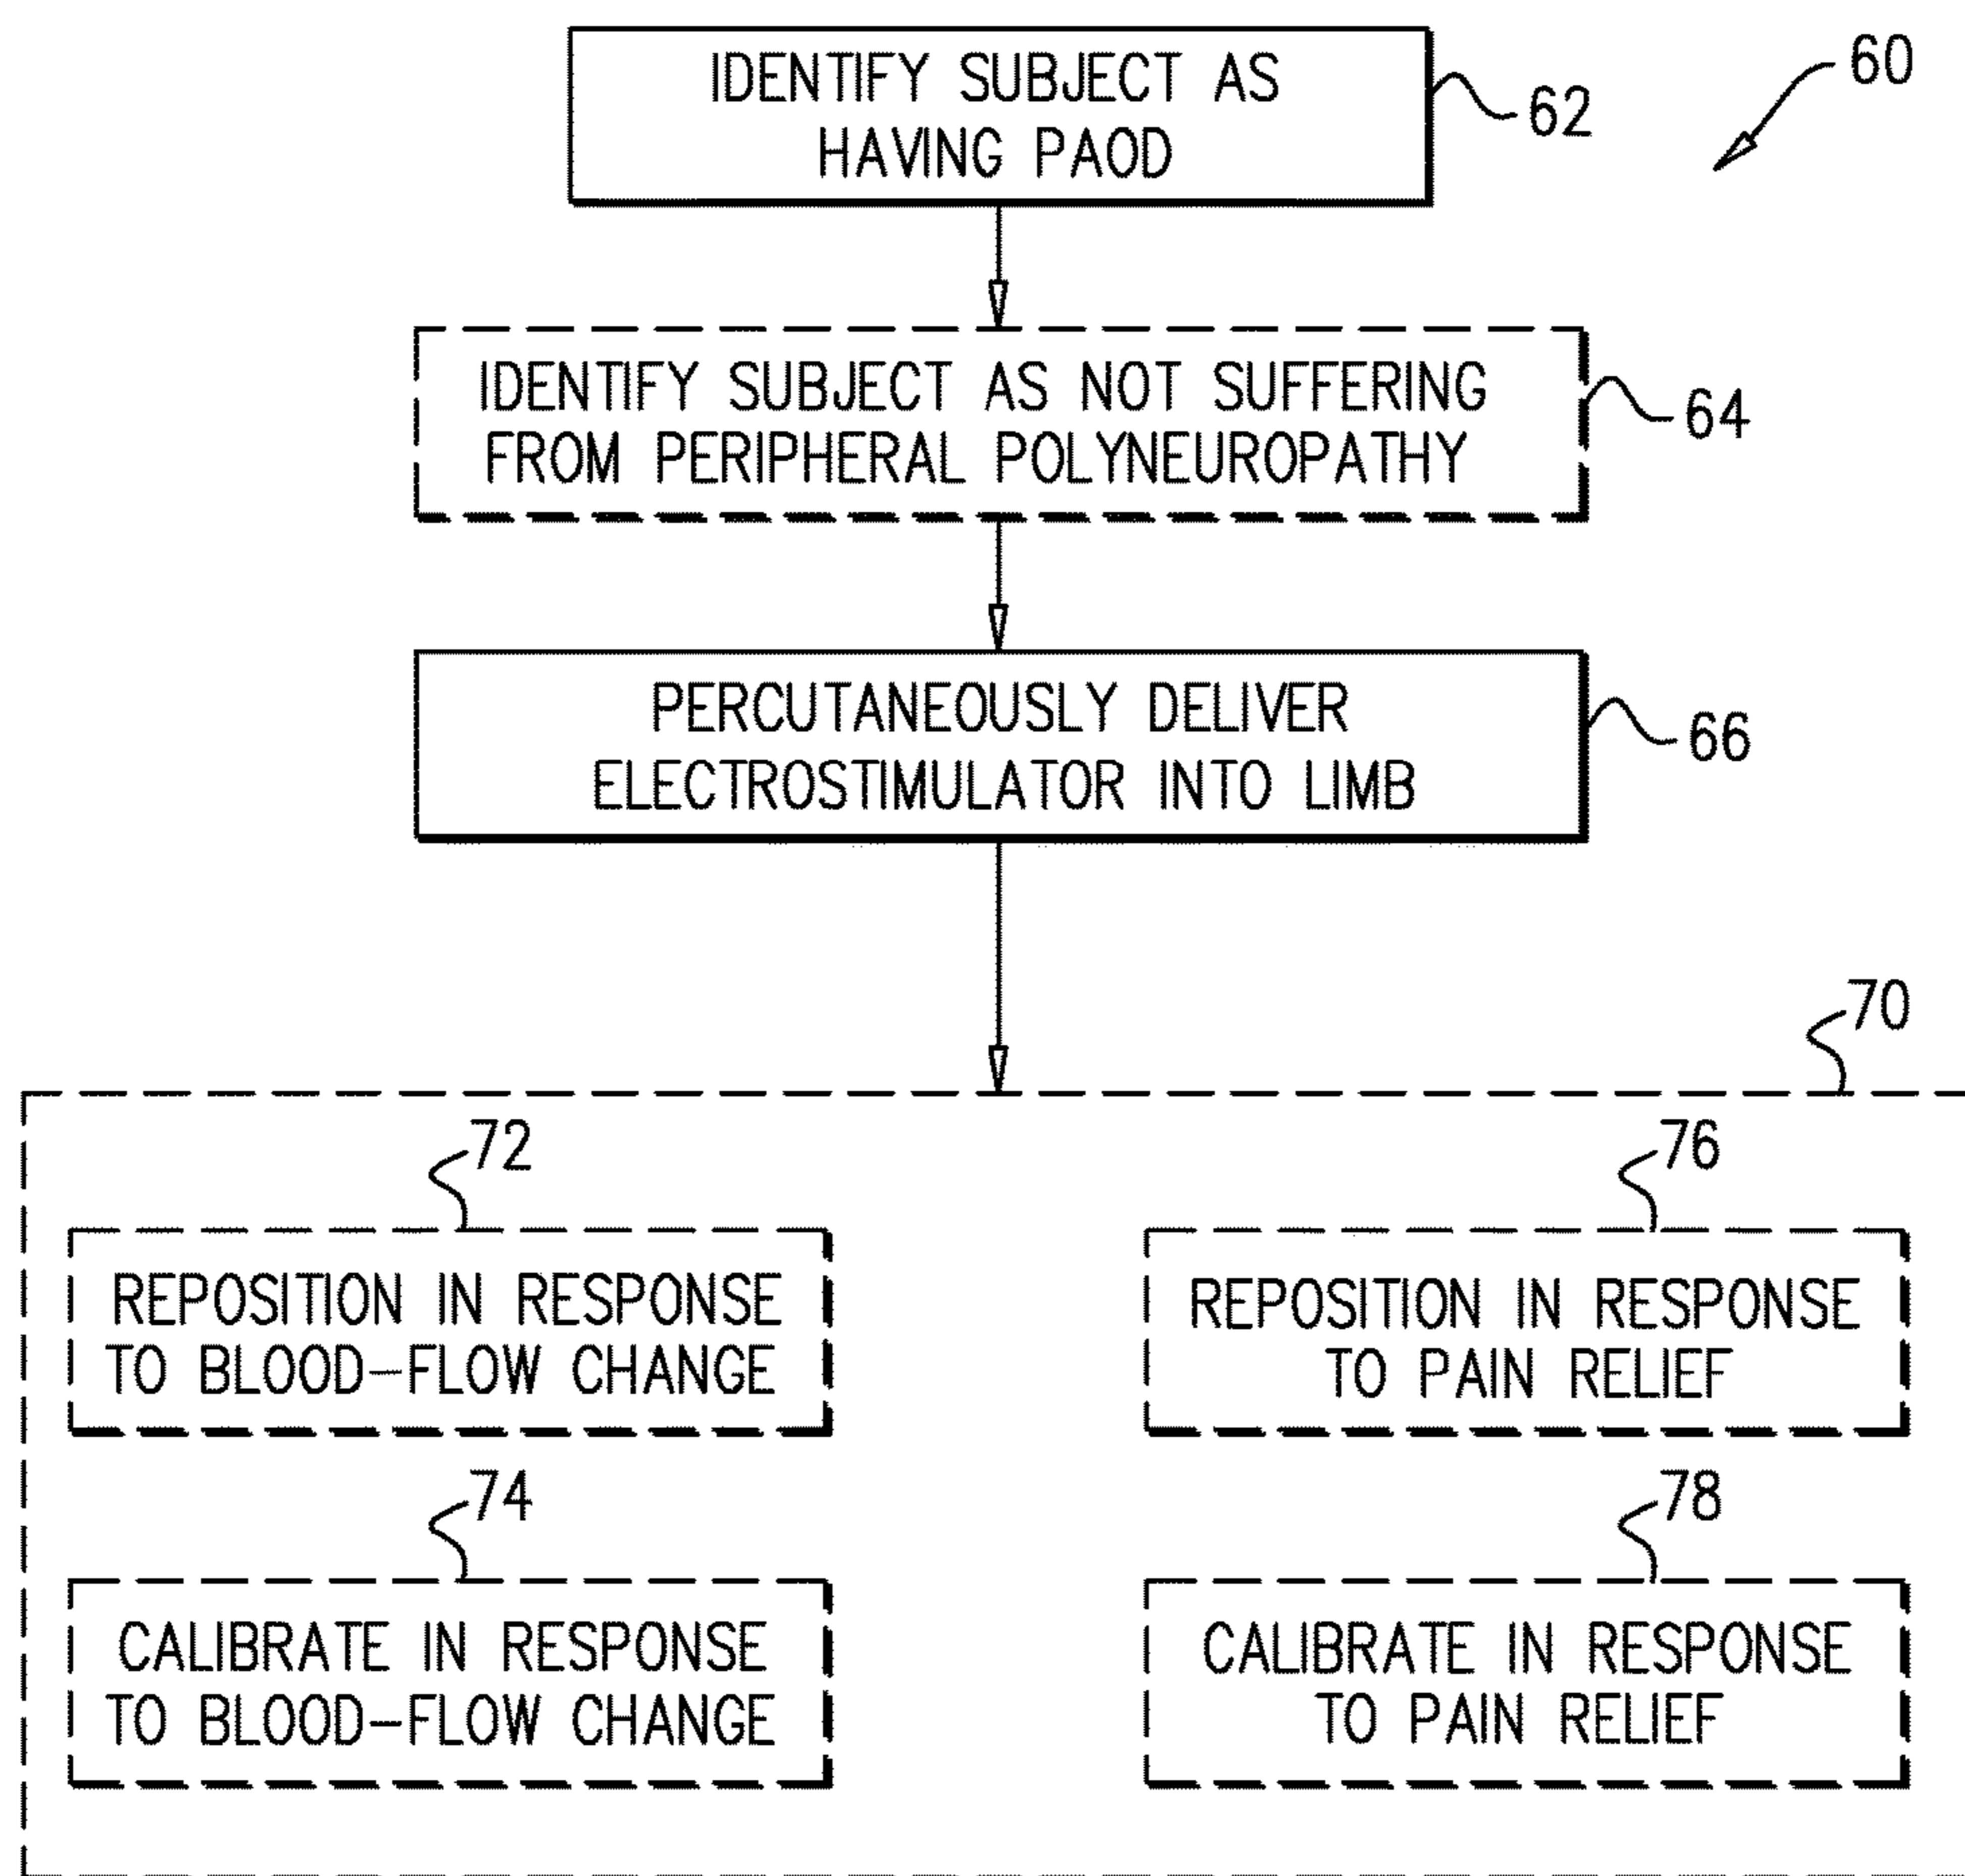 60
IDENTIFY SUBJECT AS
HAVING PAOD
62
IDENTIFY SUBJECT AS NOT SUFFERING
FROM PERIPHERAL POLYNEUROPATHY
64
PERCUTANEOUSLY DELIVER
ELECTROSTIMULATOR INTO LIMB
66
70
72
REPOSITION IN RESPONSE
TO BLOOD-FLOW CHANGE
76
REPOSITION IN RESPONSE
TO PAIN RELIEF
74
CALIBRATE IN RESPONSE
TO BLOOD-FLOW CHANGE
78
CALIBRATE IN RESPONSE
TO PAIN RELIEF